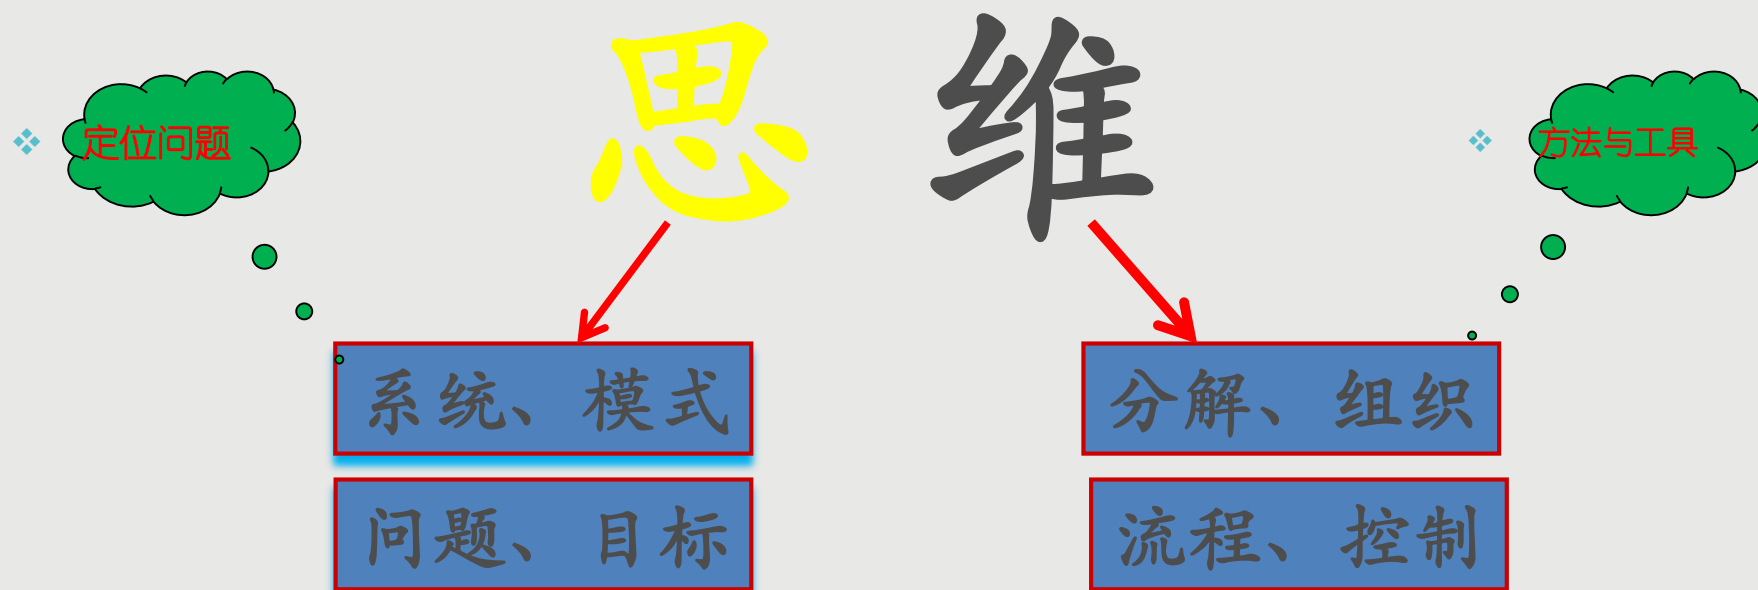 思 维
定位问题
方法与工具
系统、模式
分解、组织
问题、目标
流程、控制